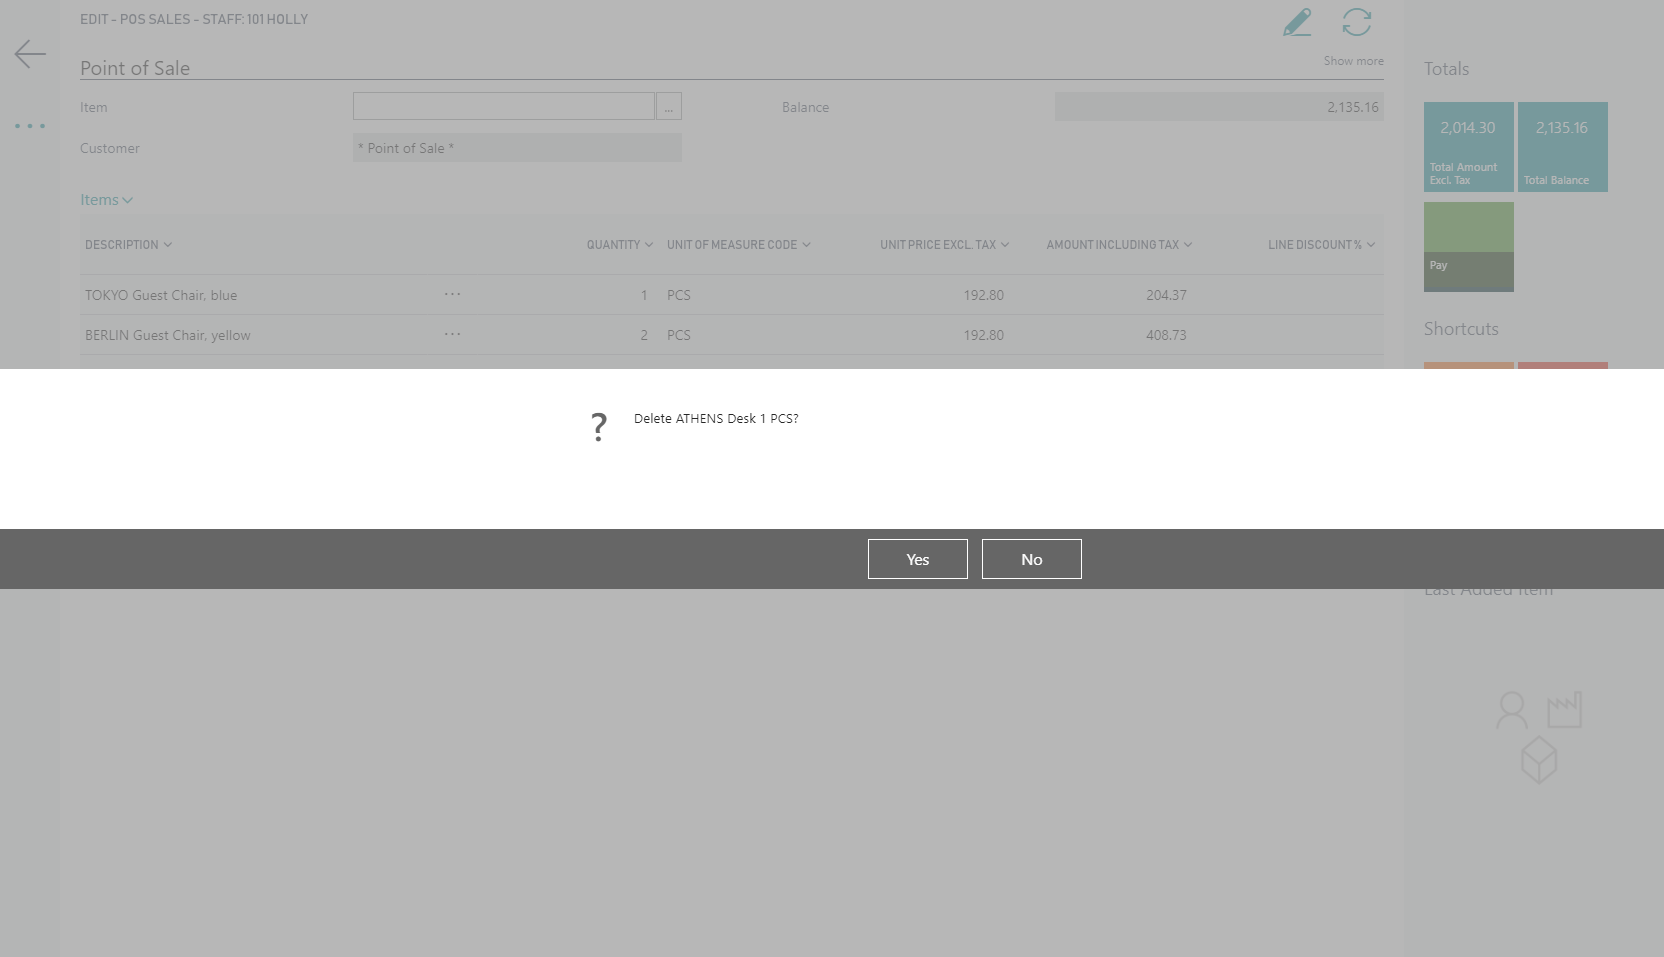 EDIT - POS SALES - STAFF: 101 HOLLY
Point of Sale
Show more
Item
...
Balance
2,135.16
Customer
* Point of Sale *
Items
DESCRIPTION QUANTITY UNIT OF MEASURE CODE UNIT PRICE EXCL. TAX AMOUNT INCLUDING TAX LINE DISCOUNT %
TOKYO Guest Chair, blue ... 1 PCS 192.80 204.37
BERLIN Guest Chair, yellow ... 2 PCS 192.80 408.73
Totals
2,014.30
Total Amount
Excl. Tax
2,135.16
Total Balance
Pay
Shortcuts
? Delete ATHENS Desk 1 PCS?
Yes
No
Last Added Item